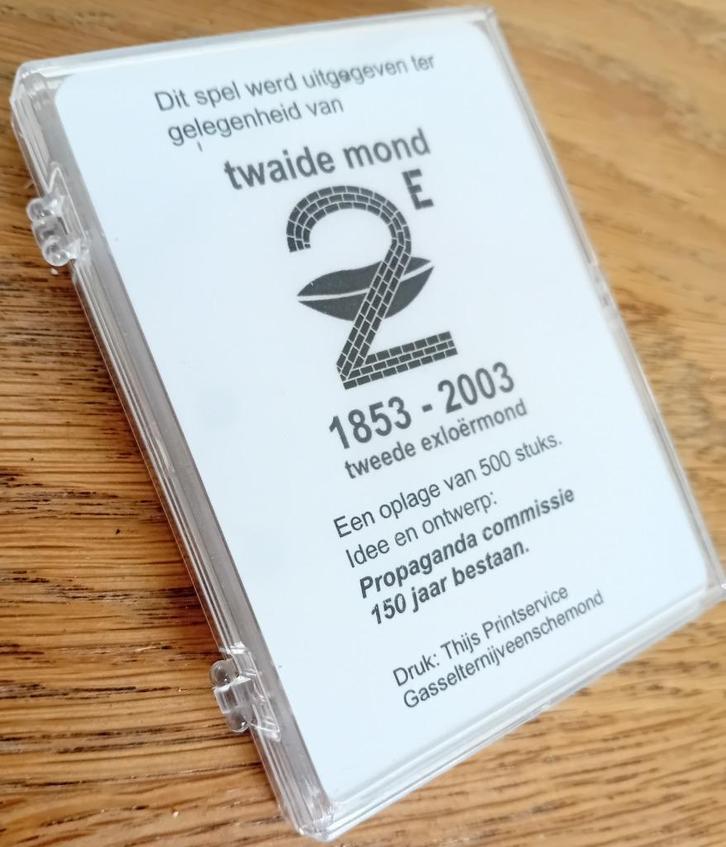 Dit spel werd uitgegeven ter
gelegenheid van
twaide mond
2E
1853 - 2003
tweede exloërmond
Een oplage van 500 stuks.
Idee en ontwerp:
Propaganda commissie
150 jaar bestaan.
Druk: Thijs Printservice
Gasselternijveenschemond